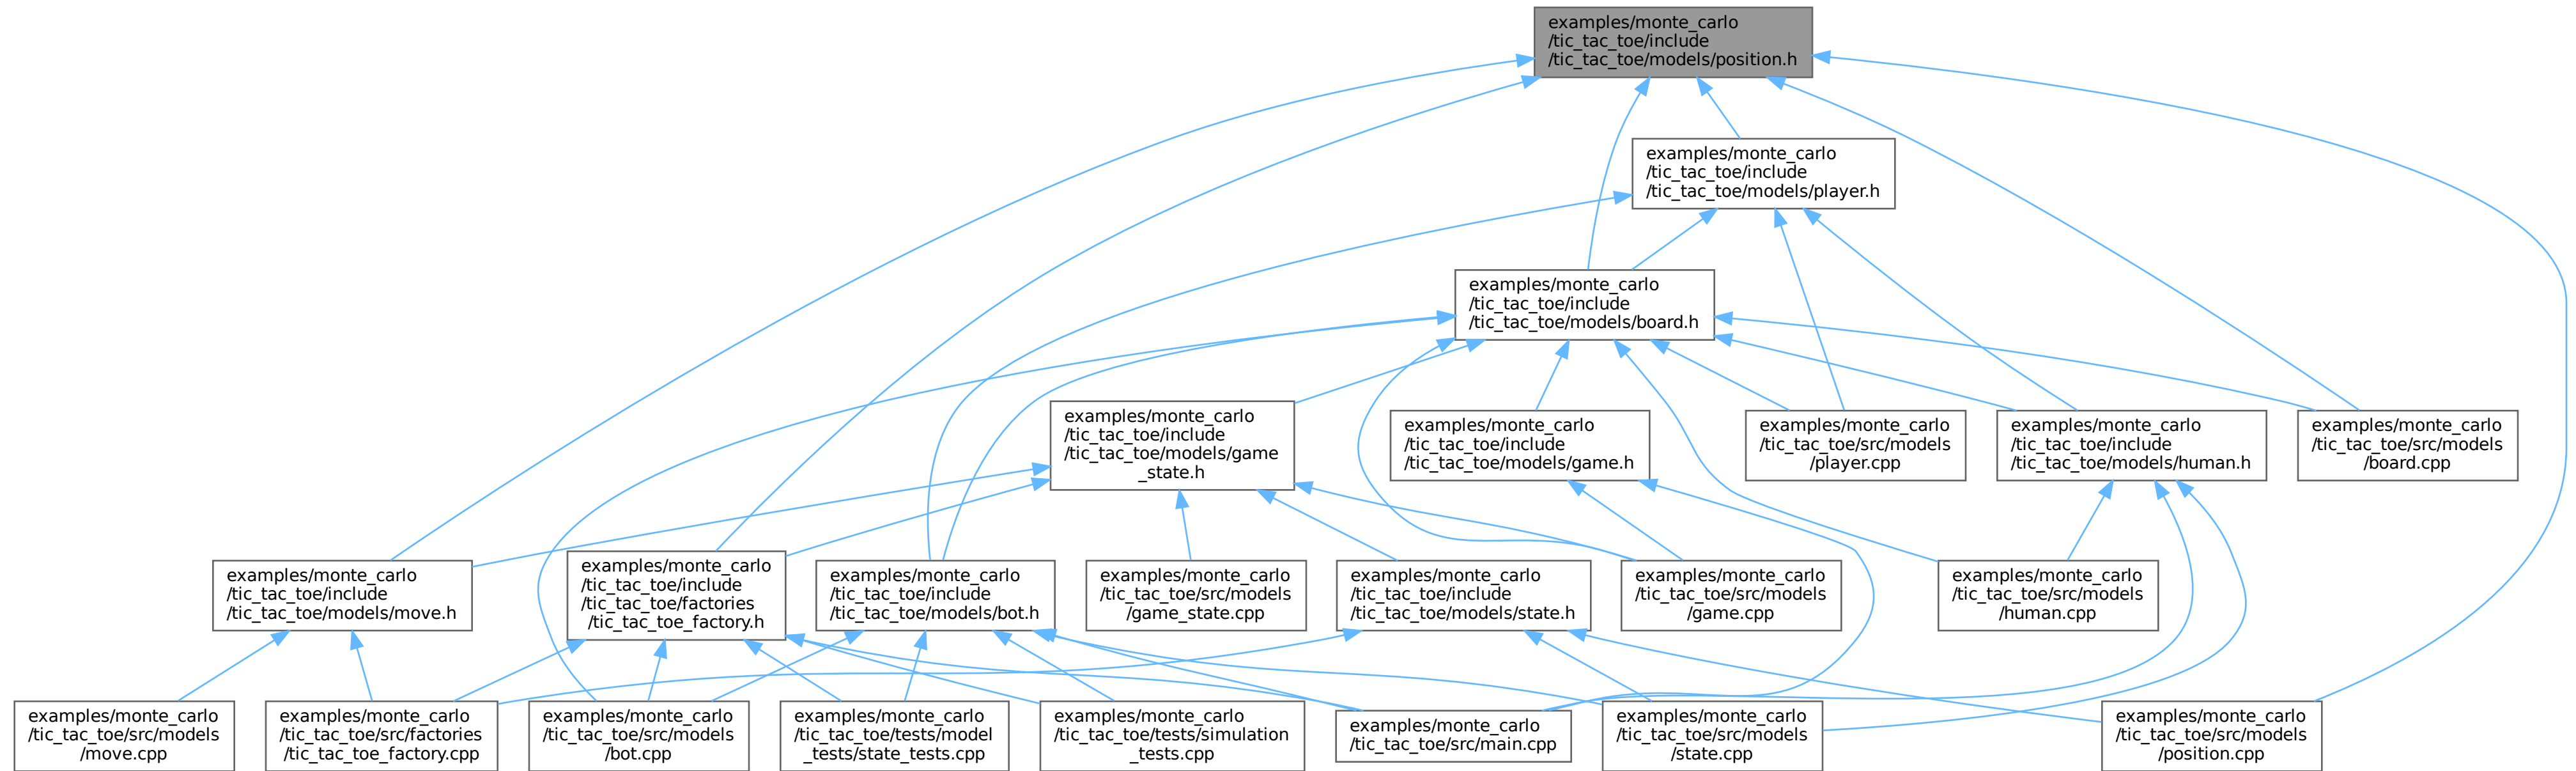 examples/monte_carlo
/tic_tac_toe/include
/tic_tac_toe/models/position.h
examples/monte_carlo
/tic_tac_toe/include
/tic_tac_toe/models/player.h
examples/monte_carlo
/tic_tac_toe/include
/tic_tac_toe/models/board.h
examples/monte_carlo
/tic_tac_toe/include
/tic_tac_toe/models/game
_state.h
examples/monte_carlo
/tic_tac_toe/include
/tic_tac_toe/models/game.h
examples/monte_carlo
/tic_tac_toe/src/models
/player.cpp
examples/monte_carlo
/tic_tac_toe/include
/tic_tac_toe/models/human.h
examples/monte_carlo
/tic_tac_toe/src/models
/board.cpp
examples/monte_carlo
/tic_tac_toe/include
/tic_tac_toe/models/move.h
examples/monte_carlo
/tic_tac_toe/include
/tic_tac_toe/factories
/tic_tac_toe_factory.h
examples/monte_carlo
/tic_tac_toe/include
/tic_tac_toe/models/bot.h
examples/monte_carlo
/tic_tac_toe/src/models
/game_state.cpp
examples/monte_carlo
/tic_tac_toe/include
/tic_tac_toe/models/state.h
examples/monte_carlo
/tic_tac_toe/src/models
/game.cpp
examples/monte_carlo
/tic_tac_toe/src/models
/human.cpp
examples/monte_carlo
/tic_tac_toe/src/models
/move.cpp
examples/monte_carlo
/tic_tac_toe/src/factories
/tic_tac_toe_factory.cpp
examples/monte_carlo
/tic_tac_toe/src/models
/bot.cpp
examples/monte_carlo
/tic_tac_toe/tests/model
_tests/state_tests.cpp
examples/monte_carlo
/tic_tac_toe/tests/simulation
_tests.cpp
examples/monte_carlo
/tic_tac_toe/src/main.cpp
examples/monte_carlo
/tic_tac_toe/src/models
/state.cpp
examples/monte_carlo
/tic_tac_toe/src/models
/position.cpp